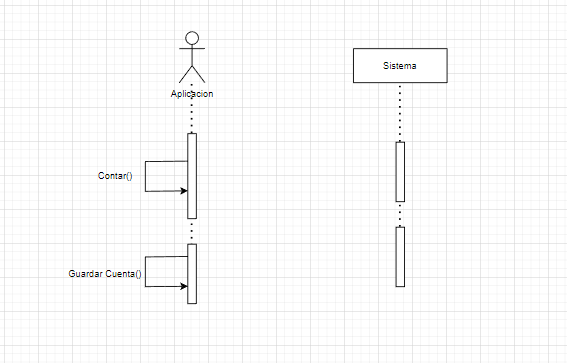 Sistema
Aplicacion
Contar()
Guardar Cuenta()